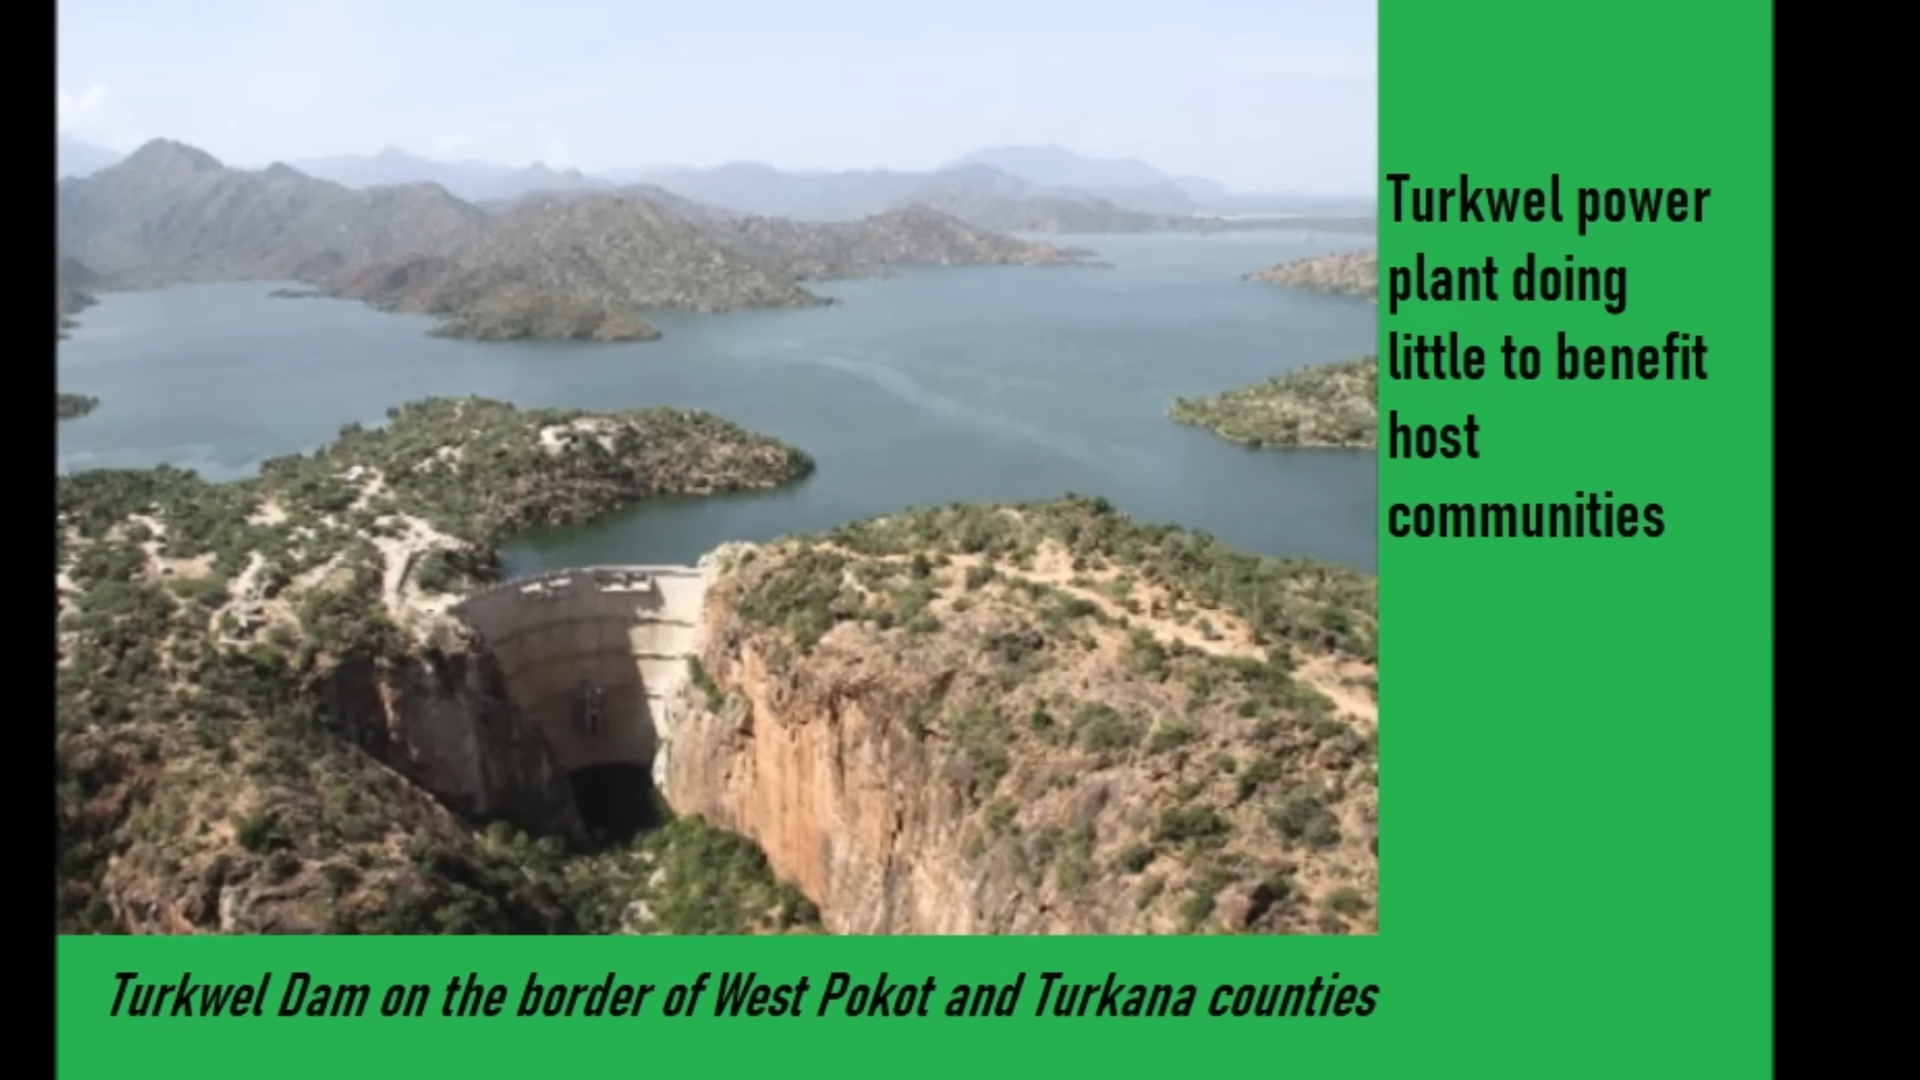 Turkwel power
plant doing
little to benefit
host
communities
Turkwel Dam on the border of West Pokot and Turkana counties